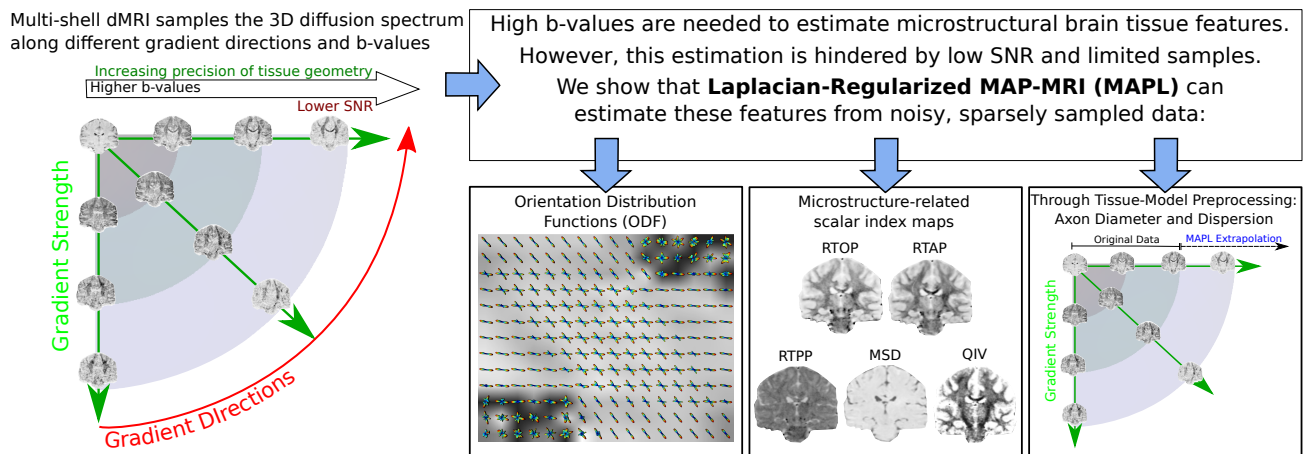 Multi-shell dMRI samples the 3D diffusion spectrum
along different gradient directions and b-values
Increasing precision of tissue geometry
Higher b-values
Lower SNR
Gradient Strength
Gradient Directions
High b-values are needed to estimate microstructural brain tissue features.
However, this estimation is hindered by low SNR and limited samples.
We show that Laplacian-Regularized MAP-MRI (MAPL) can
estimate these features from noisy, sparsely sampled data:
Orientation Distribution
Functions (ODF)
Microstructure-related
scalar index maps
RTOP
RTAP
RTPP
MSD
QIV
Through Tissue-Model Preprocessing:
Axon Diameter and Dispersion
Original Data
MAPL Extrapolation
Gradient Strength